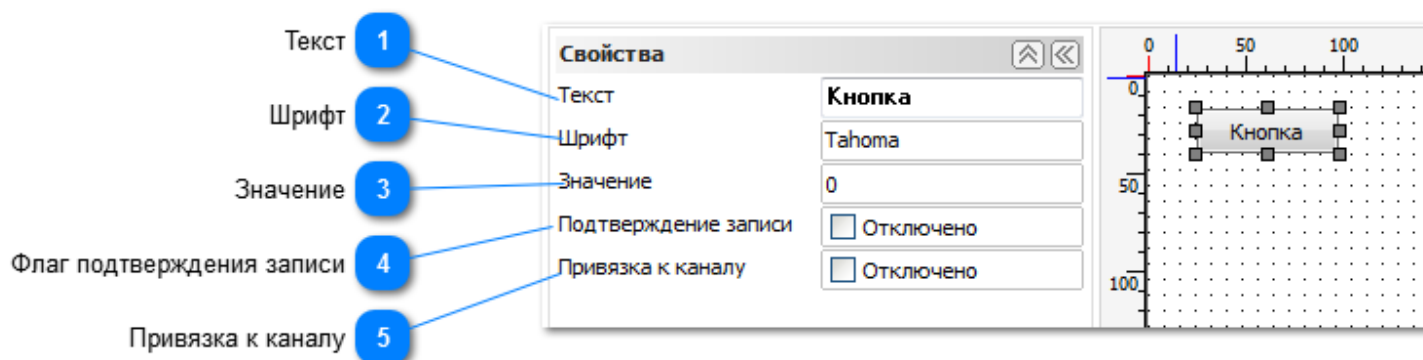 Текст 1
Шрифт 2
Значение 3
Флаг подтверждения записи 4
Привязка к каналу 5
Свойства
Текст Кнопка
Шрифт Tahoma
Значение 0
Подтверждение записи Отключено
Привязка к каналу Отключено
0 50 100
0
50
100
Кнопка